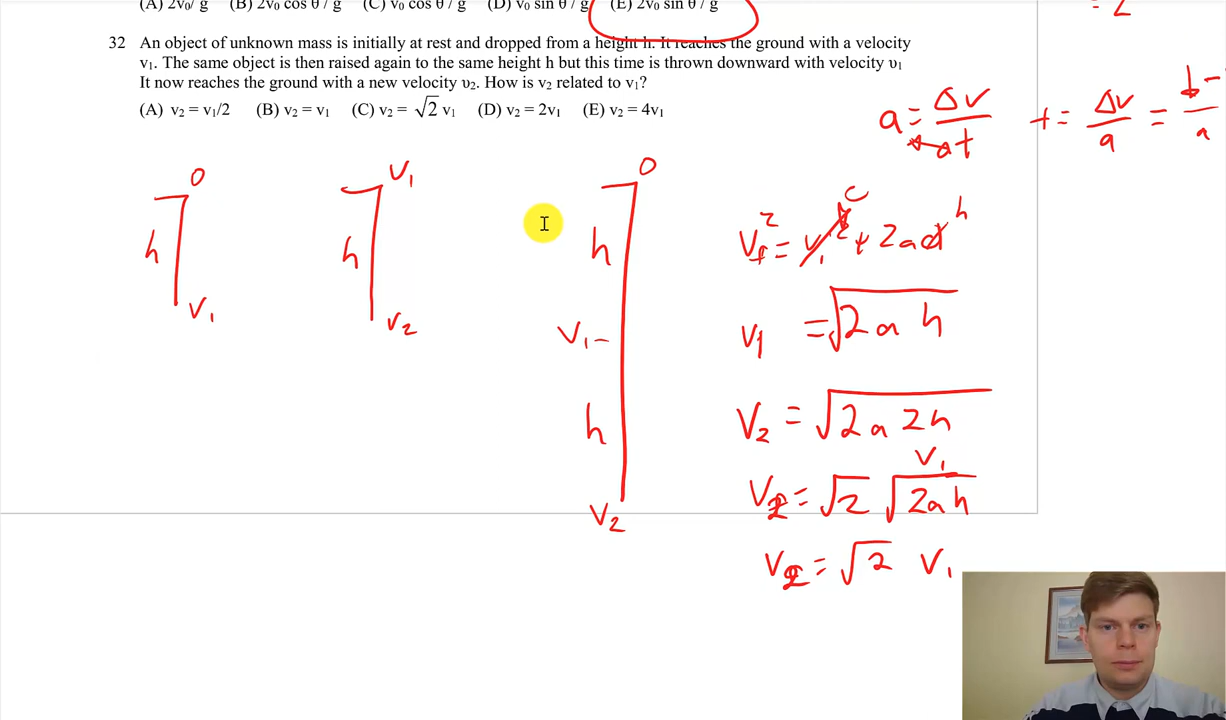 (A) 2v₀/ g (B) 2v₀ cos θ / g (C) v₀ cos θ / g (D) v₀ sin θ / g (E) 2v₀ sin θ / g
32 An object of unknown mass is initially at rest and dropped from a height h. It reaches the ground with a velocity
v₁. The same object is then raised again to the same height h but this time is thrown downward with velocity υ₁
It now reaches the ground with a new velocity υ₂. How is v₂ related to v₁?
(A) v₂ = v₁/2 (B) v₂ = v₁ (C) v₂ = √2 v₁ (D) v₂ = 2v₁ (E) v₂ = 4v₁
a = Δv/Δt t = Δv/a =
0
h
v₁
v₁
h
v₂
0
h
v₁ –
h
v₂
v_f² = v₁² + 2ad h
v₁ = √2ah
v₂ = √2a2h
v₁
v₂ = √2 √2ah
v₂ = √2 v₁